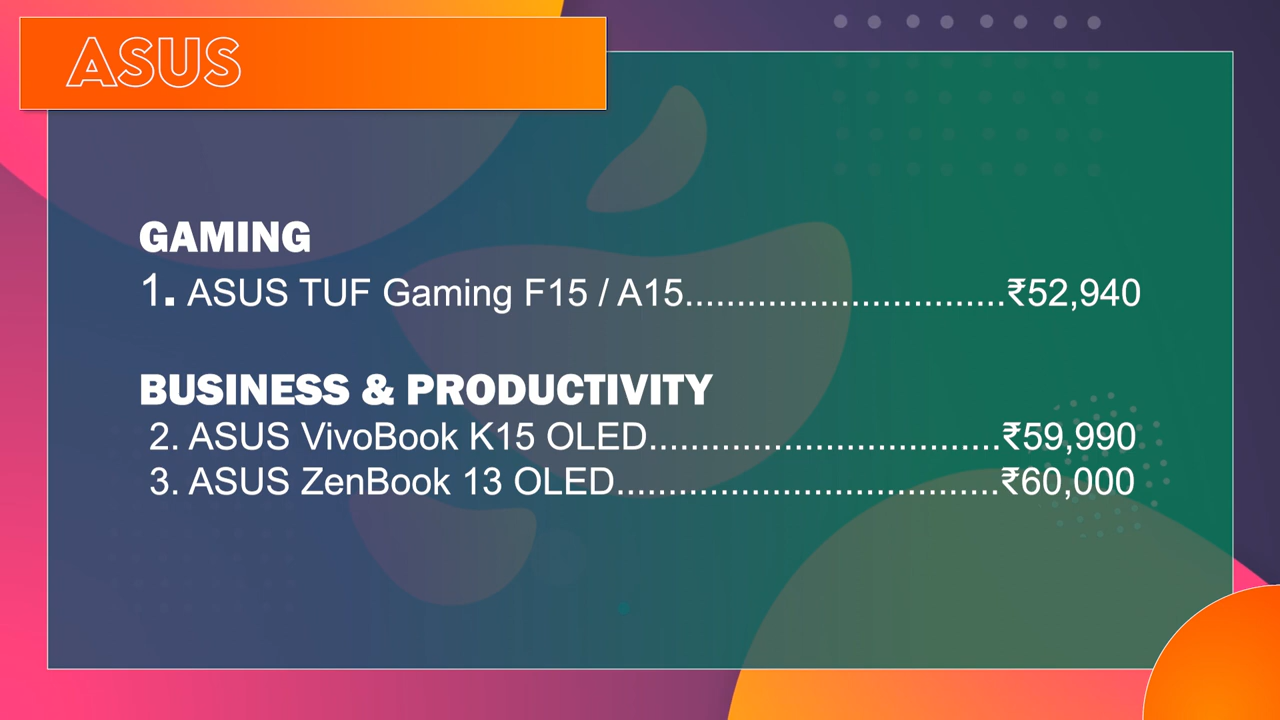 ASUS
GAMING
1. ASUS TUF Gaming F15 / A15...............................₹52,940
BUSINESS & PRODUCTIVITY
2. ASUS VivoBook K15 OLED..................................₹59,990
3. ASUS ZenBook 13 OLED.....................................₹60,000